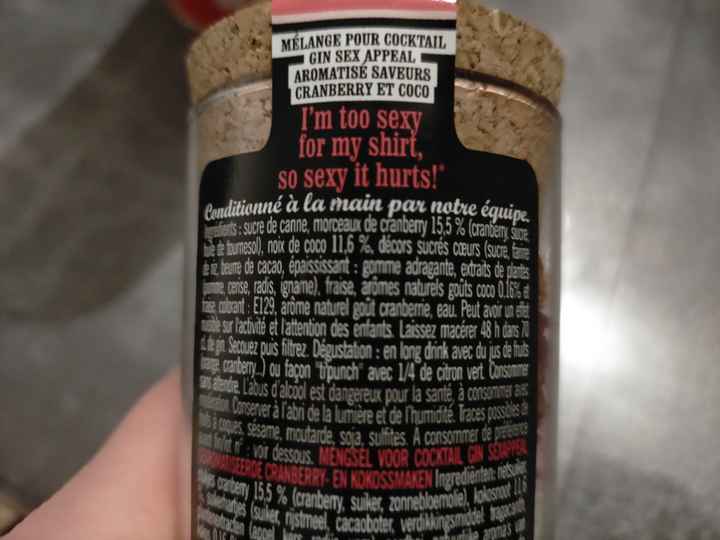 MÉLANGE POUR COCKTAIL
GIN SEX APPEAL
AROMATISÉ SAVEURS
CRANBERRY ET COCO
I'm too sexy
for my shirt,
so sexy it hurts!*
Conditionné à la main par notre équipe.
Ingrédients : sucre de canne, morceaux de cranberry 15,5 % (cranberry, sucre,
huile de tournesol), noix de coco 11,6 %, décors sucrés cœurs (sucre, farine
de riz, beurre de cacao, épaississant : gomme adragante, extraits de plantes
(pomme, cerise, radis, igname), fraise, arômes naturels goûts coco 0,16% et
fraise, colorant : E129, arôme naturel goût cranberrie, eau. Peut avoir un effet
nuisible sur l'activité et l'attention des enfants. Laissez macérer 48 h dans 70
cl de gin. Secouez puis filtrez. Dégustation : en long drink avec du jus de fruits
(orange, cranberry...) ou façon "ti'punch" avec 1/4 de citron vert. Consommer
sans attendre. L'abus d'alcool est dangereux pour la santé, à consommer avec
modération. Conserver à l'abri de la lumière et de l'humidité. Traces possibles de
fruits à coques, sésame, moutarde, soja, sulfites. A consommer de préférence
avant fin/n° : voir dessous. MENGSEL VOOR COCKTAIL GIN SEXAPPEAL
GEAROMATISEERDE CRANBERRY- EN KOKOSSMAKEN Ingrediënten: rietsuiker,
stukjes cranberry 15,5 % (cranberry, suiker, zonnebloemolie), kokosnoot 11,6
(suiker, rijstmeel, cacaoboter, verdikkingsmiddel: tragacanth